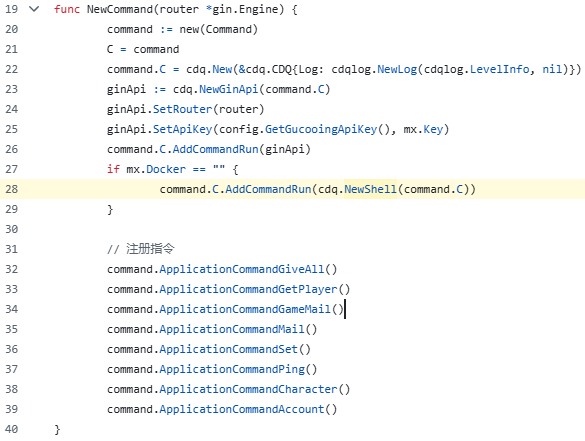 19 func NewCommand(router *gin.Engine) {
20 command := new(Command)
21 C = command
22 command.C = cdq.New(&cdq.CDQ{Log: cdqlog.NewLog(cdqlog.LevelInfo, nil)})
23 ginApi := cdq.NewGinApi(command.C)
24 ginApi.SetRouter(router)
25 ginApi.SetApiKey(config.GetGucooingApiKey(), mx.Key)
26 command.C.AddCommandRun(ginApi)
27 if mx.Docker == "" {
28 command.C.AddCommandRun(cdq.NewShell(command.C))
29 }
30
31 // 注册指令
32 command.ApplicationCommandGiveAll()
33 command.ApplicationCommandGetPlayer()
34 command.ApplicationCommandGameMail()
35 command.ApplicationCommandMail()
36 command.ApplicationCommandSet()
37 command.ApplicationCommandPing()
38 command.ApplicationCommandCharacter()
39 command.ApplicationCommandAccount()
40 }